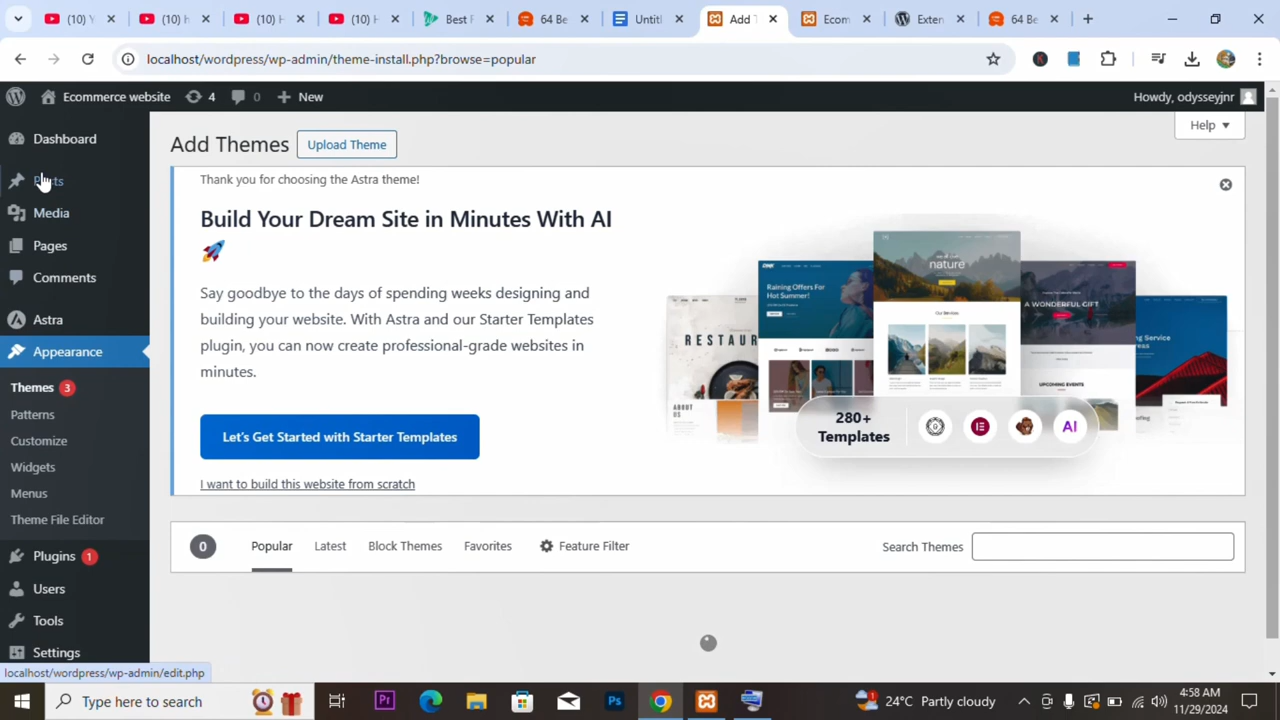 (10) Y
(10) h
(10) H
(10) H
Best F
64 Be
Untitl
Add T
Ecom
Exten
64 Be
localhost/wordpress/wp-admin/theme-install.php?browse=popular
Ecommerce website
4
0
New
Howdy, odysseyjnr
Dashboard
Posts
Media
Pages
Comments
Astra
Appearance
Themes 3
Patterns
Customize
Widgets
Menus
Theme File Editor
Plugins 1
Users
Tools
Settings
localhost/wordpress/wp-admin/edit.php
Add Themes
Upload Theme
Help
Thank you for choosing the Astra theme!
Build Your Dream Site in Minutes With AI
🚀
Say goodbye to the days of spending weeks designing and
building your website. With Astra and our Starter Templates
plugin, you can now create professional-grade websites in
minutes.
Let's Get Started with Starter Templates
I want to build this website from scratch
RESTAUR
ABOUT
US
Raining Offers For
Hot Summer!
nature
Our Services
A WONDERFUL GIFT
UPCOMING EVENTS
ing Service
areas
280+
Templates
AI
0
Popular
Latest
Block Themes
Favorites
Feature Filter
Search Themes
Type here to search
Pr
Ps
24°C Partly cloudy
4:58 AM
11/29/2024